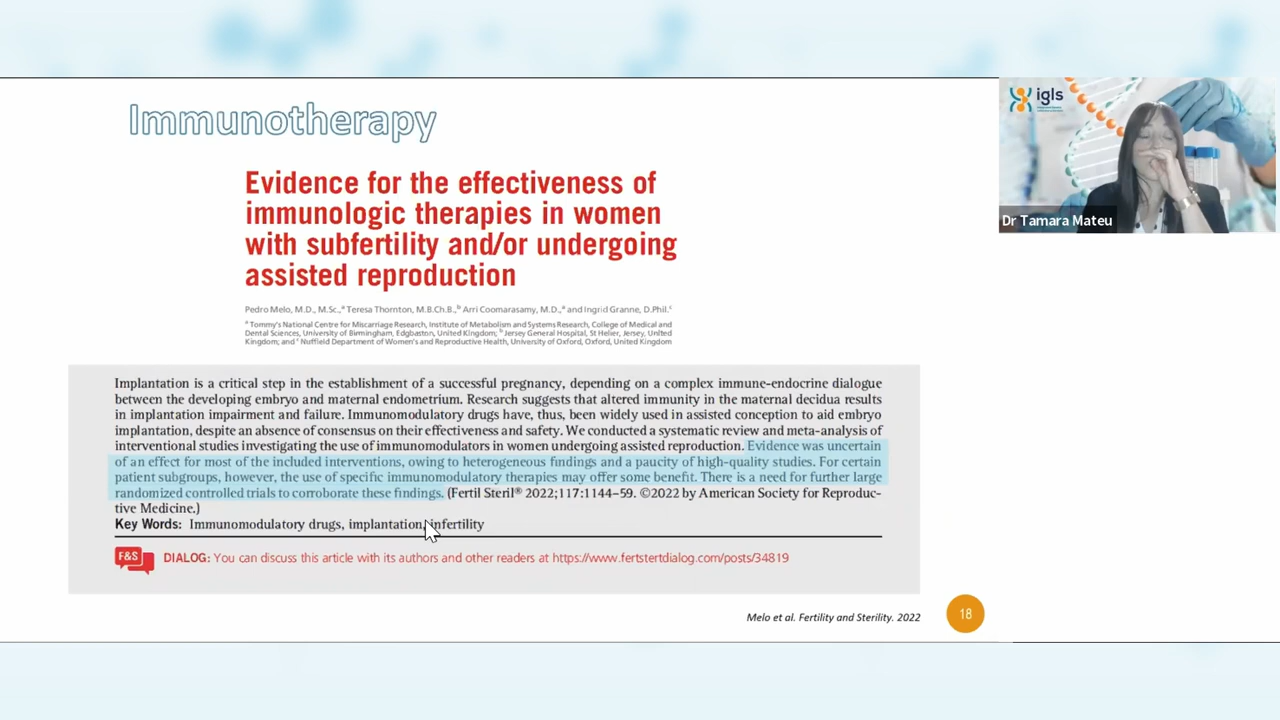 Immunotherapy
Evidence for the effectiveness of
immunologic therapies in women
with subfertility and/or undergoing
assisted reproduction
Pedro Melo, M.D., M.Sc.,a Teresa Thornton, M.B.Ch.B.,b Arri Coomarasamy, M.D.,a and Ingrid Granne, D.Phil.c
a Tommy's National Centre for Miscarriage Research, Institute of Metabolism and Systems Research, College of Medical and
Dental Sciences, University of Birmingham, Edgbaston, United Kingdom; b Jersey General Hospital, St Helier, Jersey, United
Kingdom; and c Nuffield Department of Women's and Reproductive Health, University of Oxford, Oxford, United Kingdom
Implantation is a critical step in the establishment of a successful pregnancy, depending on a complex immune-endocrine dialogue
between the developing embryo and maternal endometrium. Research suggests that altered immunity in the maternal decidua results
in implantation impairment and failure. Immunomodulatory drugs have, thus, been widely used in assisted conception to aid embryo
implantation, despite an absence of consensus on their effectiveness and safety. We conducted a systematic review and meta-analysis of
interventional studies investigating the use of immunomodulators in women undergoing assisted reproduction. Evidence was uncertain
of an effect for most of the included interventions, owing to heterogeneous findings and a paucity of high-quality studies. For certain
patient subgroups, however, the use of specific immunomodulatory therapies may offer some benefit. There is a need for further large
randomized controlled trials to corroborate these findings. (Fertil Steril® 2022;117:1144–59. ©2022 by American Society for Reproduc-
tive Medicine.)
Key Words: Immunomodulatory drugs, implantation, infertility
F&S
DIALOG: You can discuss this article with its authors and other readers at https://www.fertstertdialog.com/posts/34819
Melo et al. Fertility and Sterility. 2022
18
igls
Dr Tamara Mateu